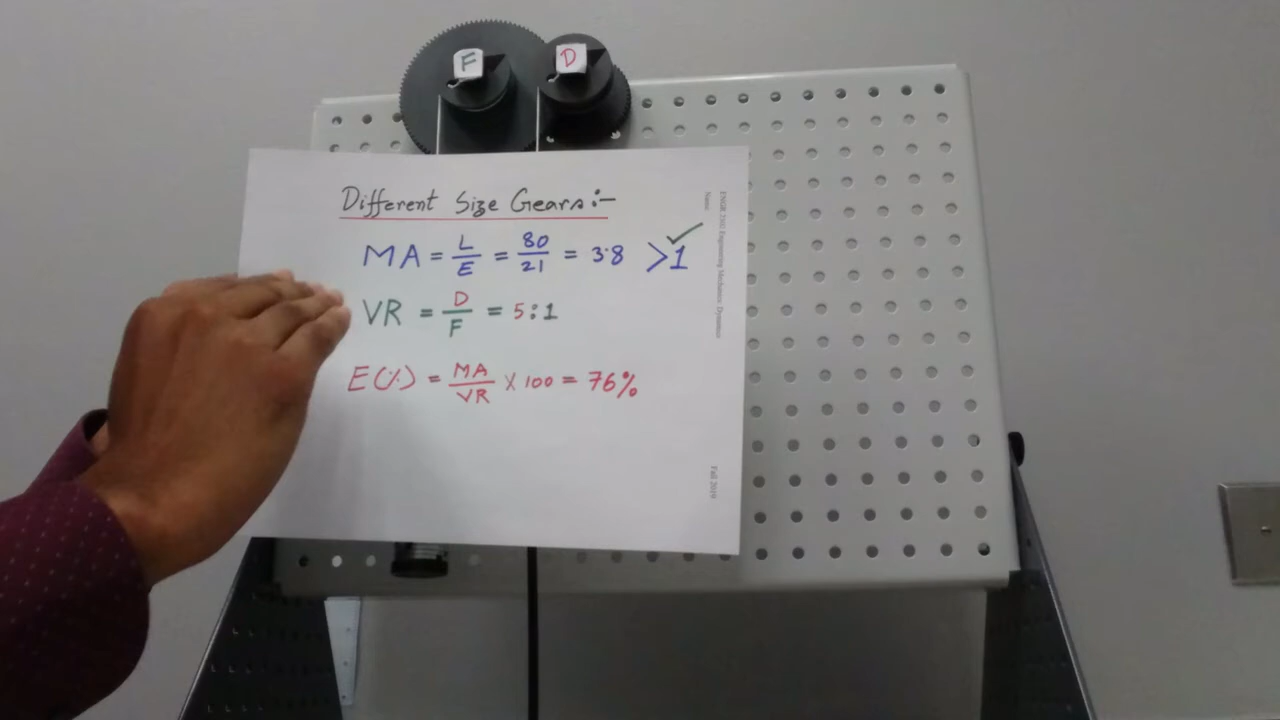 F
D
Different Size Gears:-
MA = L/E = 80/21 = 3.8 >1 ✓
VR = D/F = 5:1
E(%) = MA/VR × 100 = 76%
ENGR 2302 Engineering Mechanics: Dynamics
Name
Fall 2019